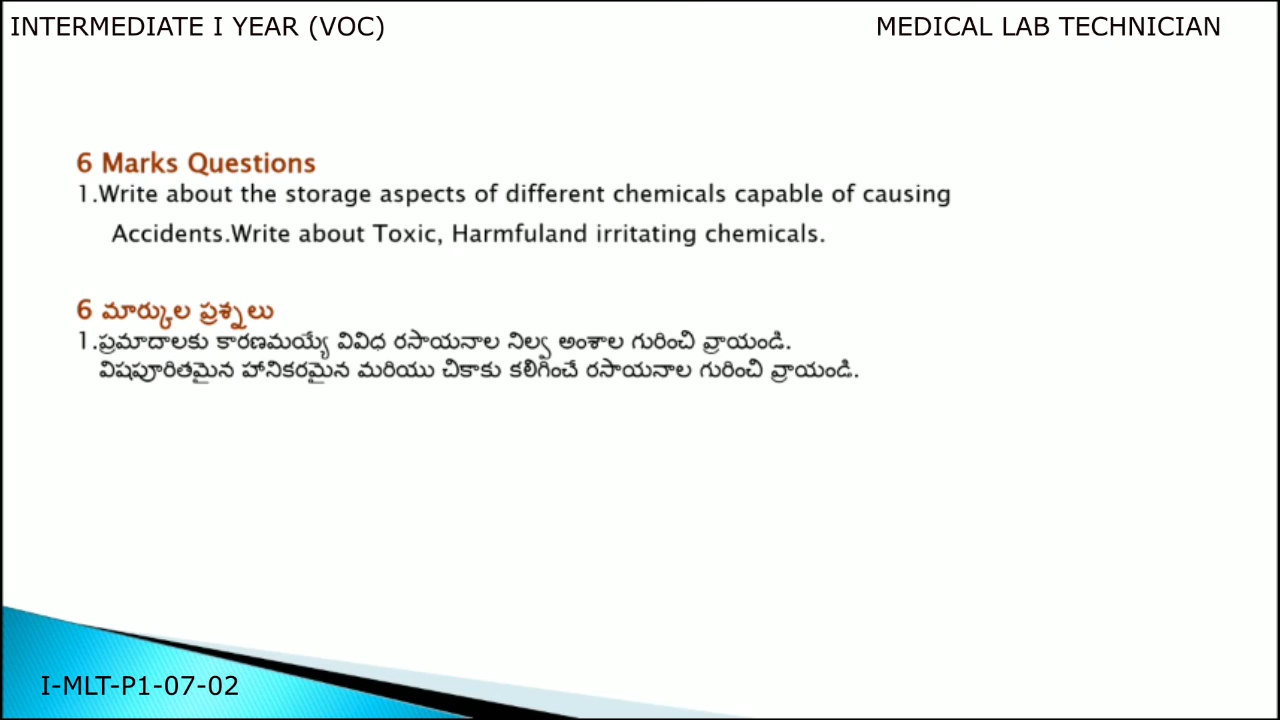 INTERMEDIATE I YEAR (VOC)
MEDICAL LAB TECHNICIAN
6 Marks Questions
1.Write about the storage aspects of different chemicals capable of causing
Accidents.Write about Toxic, Harmfuland irritating chemicals.
6 మార్కుల ప్రశ్నలు
1.ప్రమాదాలకు కారణమయ్యే వివిధ రసాయనాల నిల్వ అంశాల గురించి వ్రాయండి.
విషపూరితమైన హానికరమైన మరియు చికాకు కలిగించే రసాయనాల గురించి వ్రాయండి.
I-MLT-P1-07-02